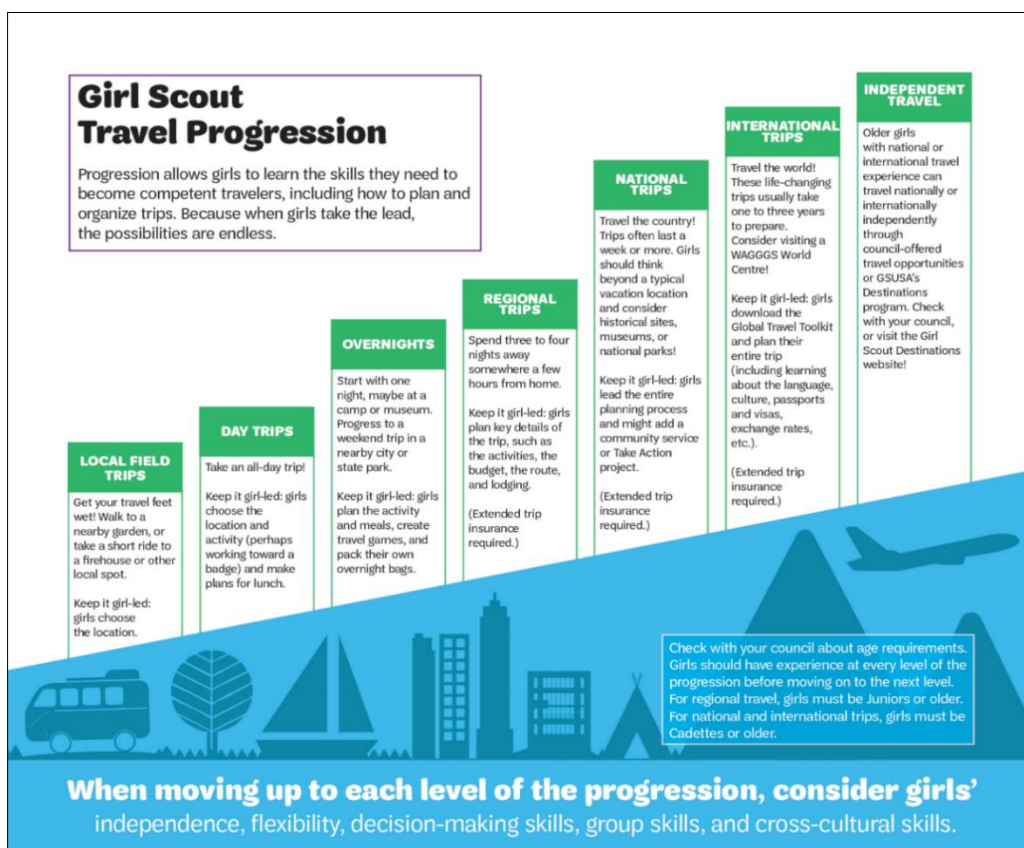 Girl Scout
Travel Progression
Progression allows girls to learn the skills they need to
become competent travelers, including how to plan and
organize trips. Because when girls take the lead,
the possibilities are endless.
LOCAL FIELD
TRIPS
Get your travel feet
wet! Walk to a
nearby garden, or
take a short ride to
a firehouse or other
local spot.
Keep it girl-led:
girls choose
the location.
DAY TRIPS
Take an all-day trip!
Keep it girl-led: girls
choose the
location and
activity (perhaps
working toward a
badge) and make
plans for lunch.
OVERNIGHTS
Start with one
night, maybe at a
camp or museum.
Progress to a
weekend trip in a
nearby city or
state park.
Keep it girl-led: girls
plan the activity
and meals, create
travel games, and
pack their own
overnight bags.
REGIONAL
TRIPS
Spend three to four
nights away
somewhere a few
hours from home.
Keep it girl-led: girls
plan key details of
the trip, such as
the activities, the
budget, the route,
and lodging.
(Extended trip
insurance
required.)
NATIONAL
TRIPS
Travel the country!
Trips often last a
week or more. Girls
should think
beyond a typical
vacation location
and consider
historical sites,
museums, or
national parks!
Keep it girl-led: girls
lead the entire
planning process
and might add a
community service
or Take Action
project.
(Extended trip
insurance
required.)
INTERNATIONAL
TRIPS
Travel the world!
These life-changing
trips usually take
one to three years
to prepare.
Consider visiting a
WAGGGS World
Centre!
Keep it girl-led: girls
download the
Global Travel Toolkit
and plan their
entire trip
(including learning
about the language,
culture, passports
and visas,
exchange rates,
etc.).
(Extended trip
insurance
required.)
INDEPENDENT
TRAVEL
Older girls
with national or
international travel
experience can
travel nationally or
internationally
independently
through
council-offered
travel opportunities
or GSUSA's
Destinations
program. Check
with your council,
or visit the Girl
Scout Destinations
website!
Check with your council about age requirements.
Girls should have experience at every level of the
progression before moving on to the next level.
For regional travel, girls must be Juniors or older.
For national and international trips, girls must be
Cadettes or older.
When moving up to each level of the progression, consider girls'
independence, flexibility, decision-making skills, group skills, and cross-cultural skills.